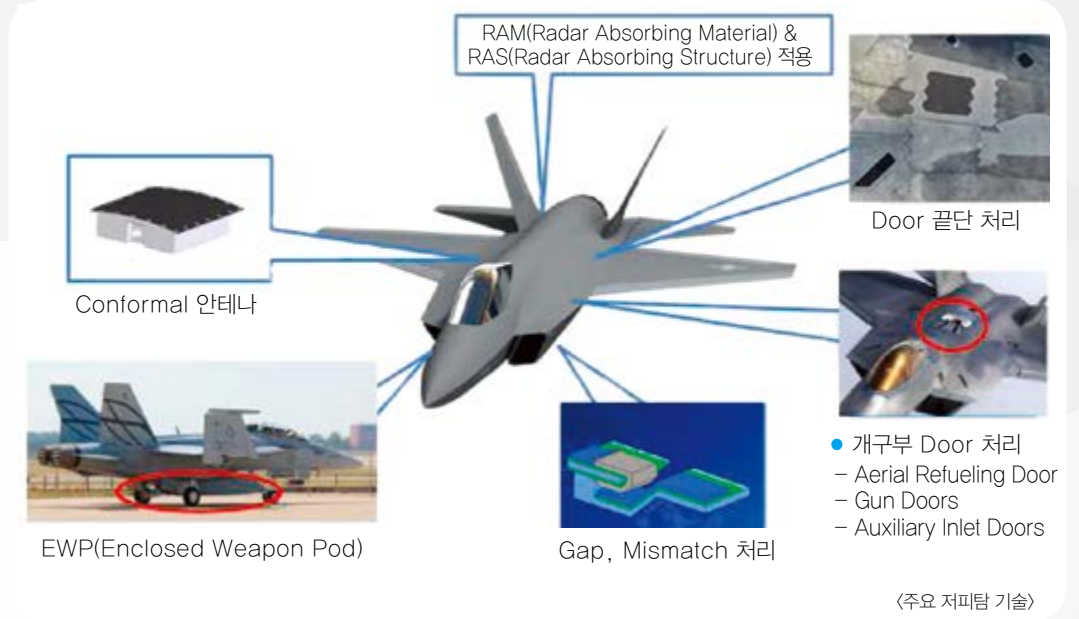 RAM(Radar Absorbing Material) &
RAS(Radar Absorbing Structure) 적용
Door 끝단 처리
Conformal 안테나
● 개구부 Door 처리
– Aerial Refueling Door
– Gun Doors
– Auxiliary Inlet Doors
EWP(Enclosed Weapon Pod)
Gap, Mismatch 처리
〈주요 저피탐 기술〉